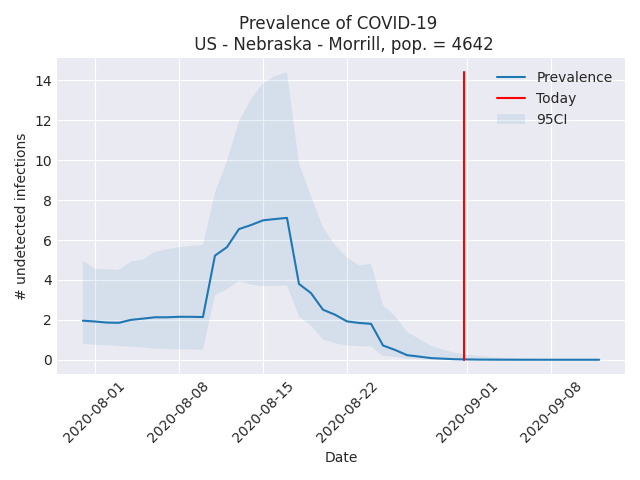 Prevalence of COVID-19
US - Nebraska - Morrill, pop. = 4642
Prevalence
Today
95CI
14
12
10
8
6
4
2
0
# undetected infections
2020-08-01
2020-08-08
2020-08-15
2020-08-22
2020-09-01
2020-09-08
Date